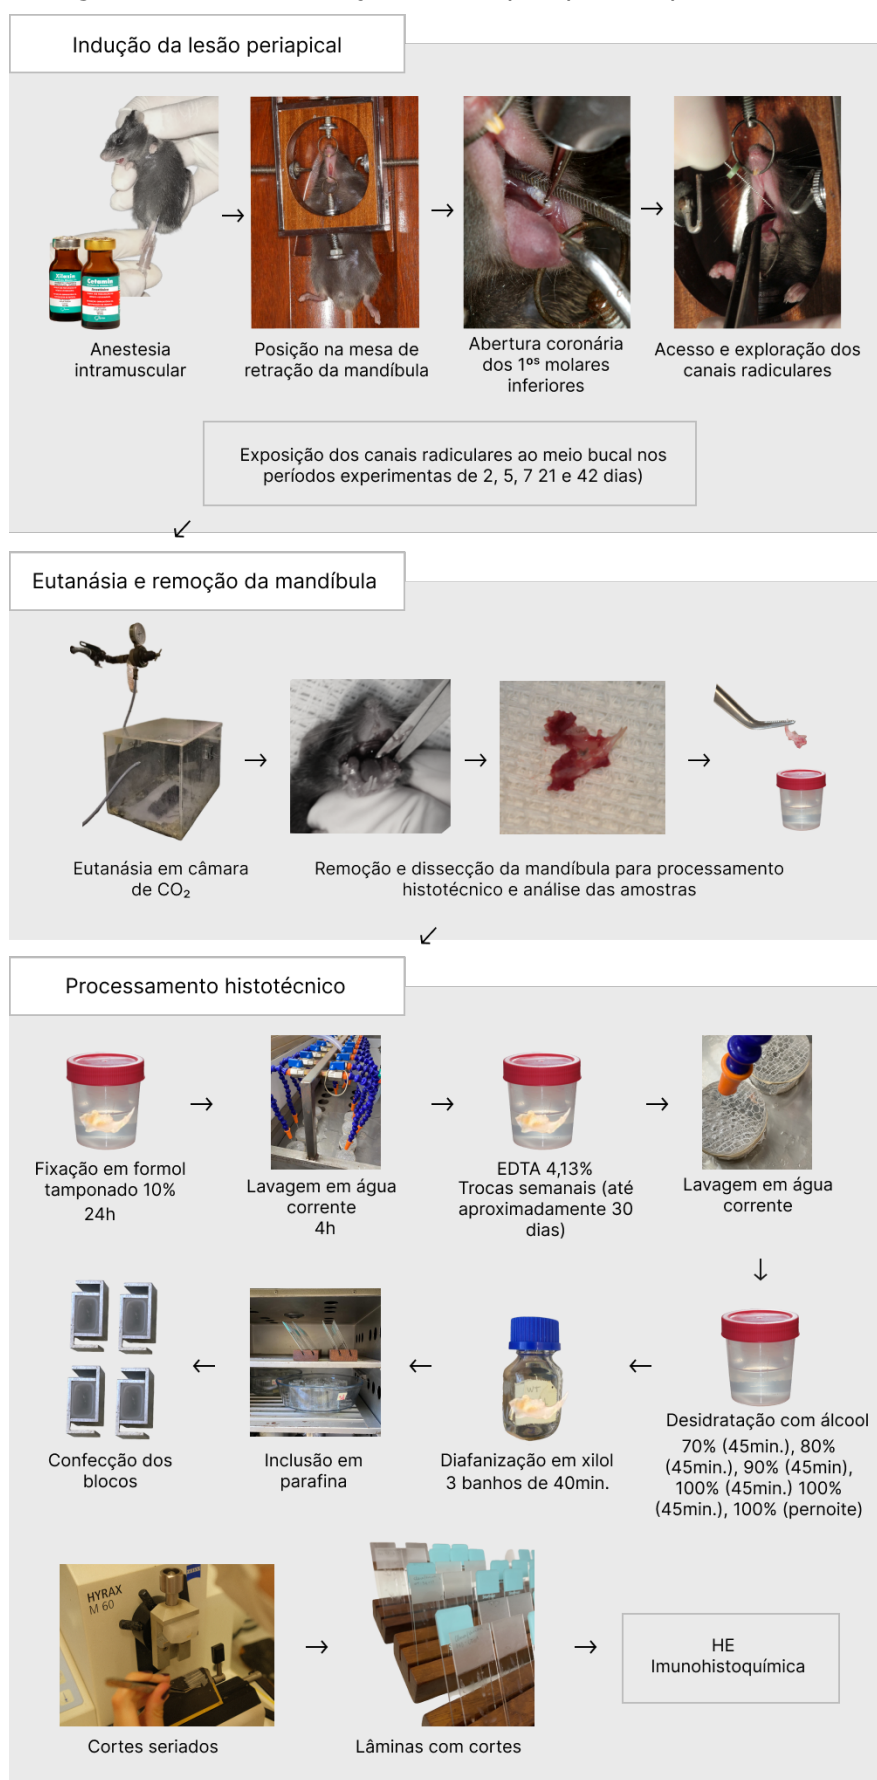 Indução da lesão periapical
Cetamin
Anestesia
intramuscular
Posição na mesa de
retração da mandíbula
Abertura coronária
dos 1ºˢ molares
inferiores
Acesso e exploração dos
canais radiculares
Exposição dos canais radiculares ao meio bucal nos
períodos experimentas de 2, 5, 7 21 e 42 dias)
Eutanásia e remoção da mandíbula
Eutanásia em câmara
de CO₂
Remoção e dissecção da mandíbula para processamento
histotécnico e análise das amostras
Processamento histotécnico
Fixação em formol
tamponado 10%
24h
Lavagem em água
corrente
4h
EDTA 4,13%
Trocas semanais (até
aproximadamente 30
dias)
Lavagem em água
corrente
Desidratação com álcool
70% (45min.), 80%
(45min.), 90% (45min),
100% (45min.) 100%
(45min.), 100% (pernoite)
WT
Diafanização em xilol
3 banhos de 40min.
Inclusão em
parafina
Confecção dos
blocos
HYRAX
M 60
Cortes seriados
Lâminas com cortes
HE
Imunohistoquímica